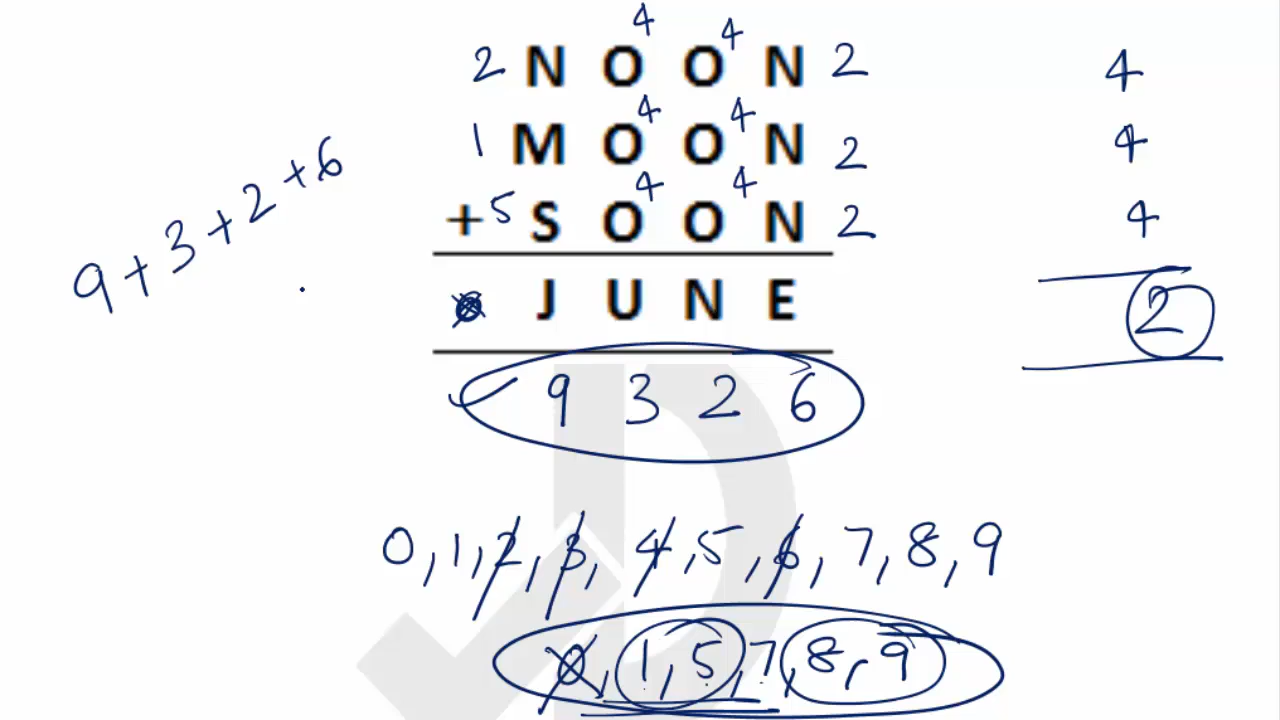 4 4
2 N O O N 2 4
4 4
1 M O O N 2 4
4 4
+ 5 S O O N 2 4
9 + 3 + 2 + 6
J U N E 2
9 3 2 6
0, 1, 2, 3, 4, 5, 6, 7, 8, 9
0, 1, 5, 7, 8, 9